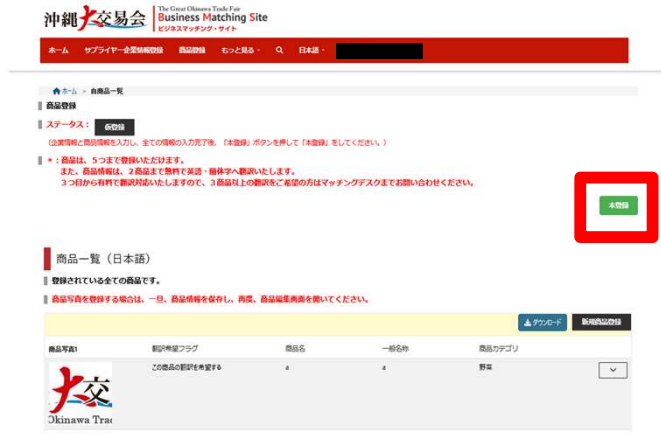 沖縄大交易会
The Great Okinawa Trade Fair
Business Matching Site
ビジネスマッチング・サイト
ホーム サプライヤー企業情報登録 商品登録 もっと見る 日本語
ホーム > 自商品一覧
商品登録
ステータス： 仮登録
(企業情報と商品情報を入力し、全ての情報の入力完了後、「本登録」ボタンを押して「本登録」をしてください。)
＊：商品は、５つまで登録いただけます。
また、商品情報は、２商品まで無料で英語・簡体字へ翻訳いたします。
３つ目から有料で翻訳対応いたしますので、３商品以上の翻訳をご希望の方はマッチングデスクまでお問い合わせください。
本登録
商品一覧（日本語）
登録されている全ての商品です。
商品写真を登録する場合は、一旦、商品情報を保存し、再度、商品編集画面を開いてください。
ダウンロード 新規商品登録
商品写真1 翻訳希望フラグ 商品名 一般名称 商品カテゴリ
この商品の翻訳を希望する a a 野菜
大交
Okinawa Trad